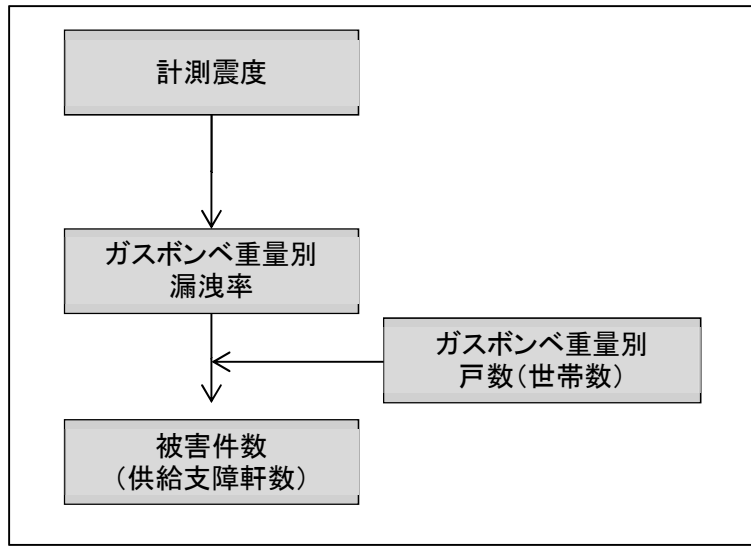 計測震度
ガスボンベ重量別
漏洩率
ガスボンベ重量別
戸数(世帯数)
被害件数
(供給支障軒数)